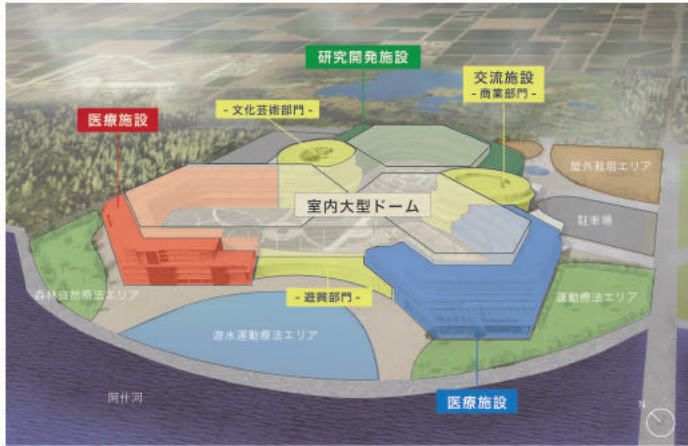 研究開発施設
交流施設
- 商業部門 -
- 文化芸術部門 -
医療施設
屋外栽培エリア
室内大型ドーム
駐車場
森林自然療法エリア
- 遊興部門 -
運動療法エリア
遊水運動療法エリア
阿什河
医療施設
N